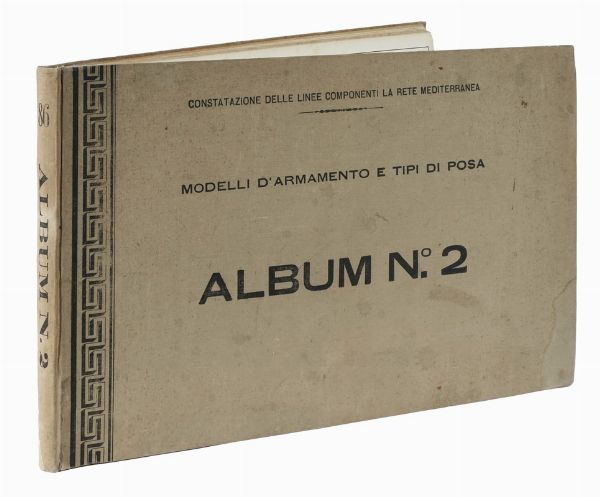 CONSTATAZIONE DELLE LINEE COMPONENTI LA RETE MEDITERRANEA
MODELLI D'ARMAMENTO E TIPI DI POSA
ALBUM N.º 2
86
ALBUM N. 2